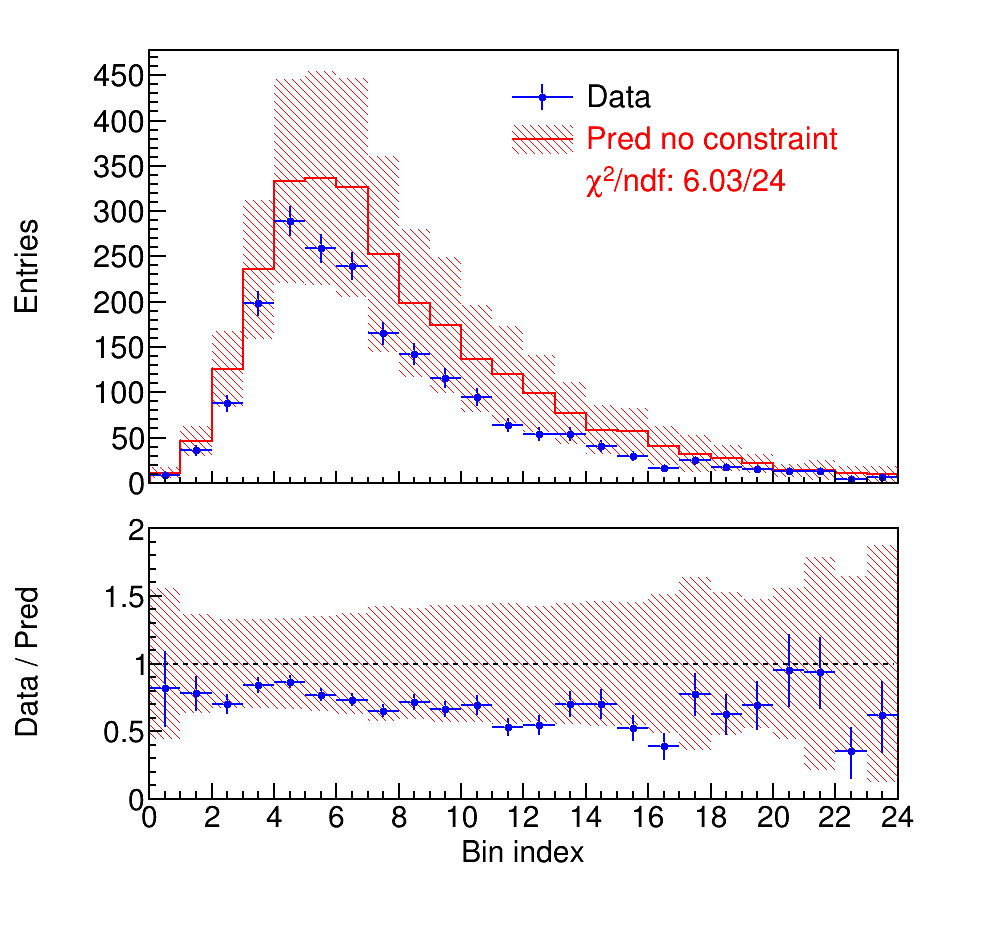 450
400
350
300
250
200
150
100
50
0
Entries
Data
Pred no constraint
χ²/ndf: 6.03/24
2
1.5
1
0.5
0
Data / Pred
0 2 4 6 8 10 12 14 16 18 20 22 24
Bin index